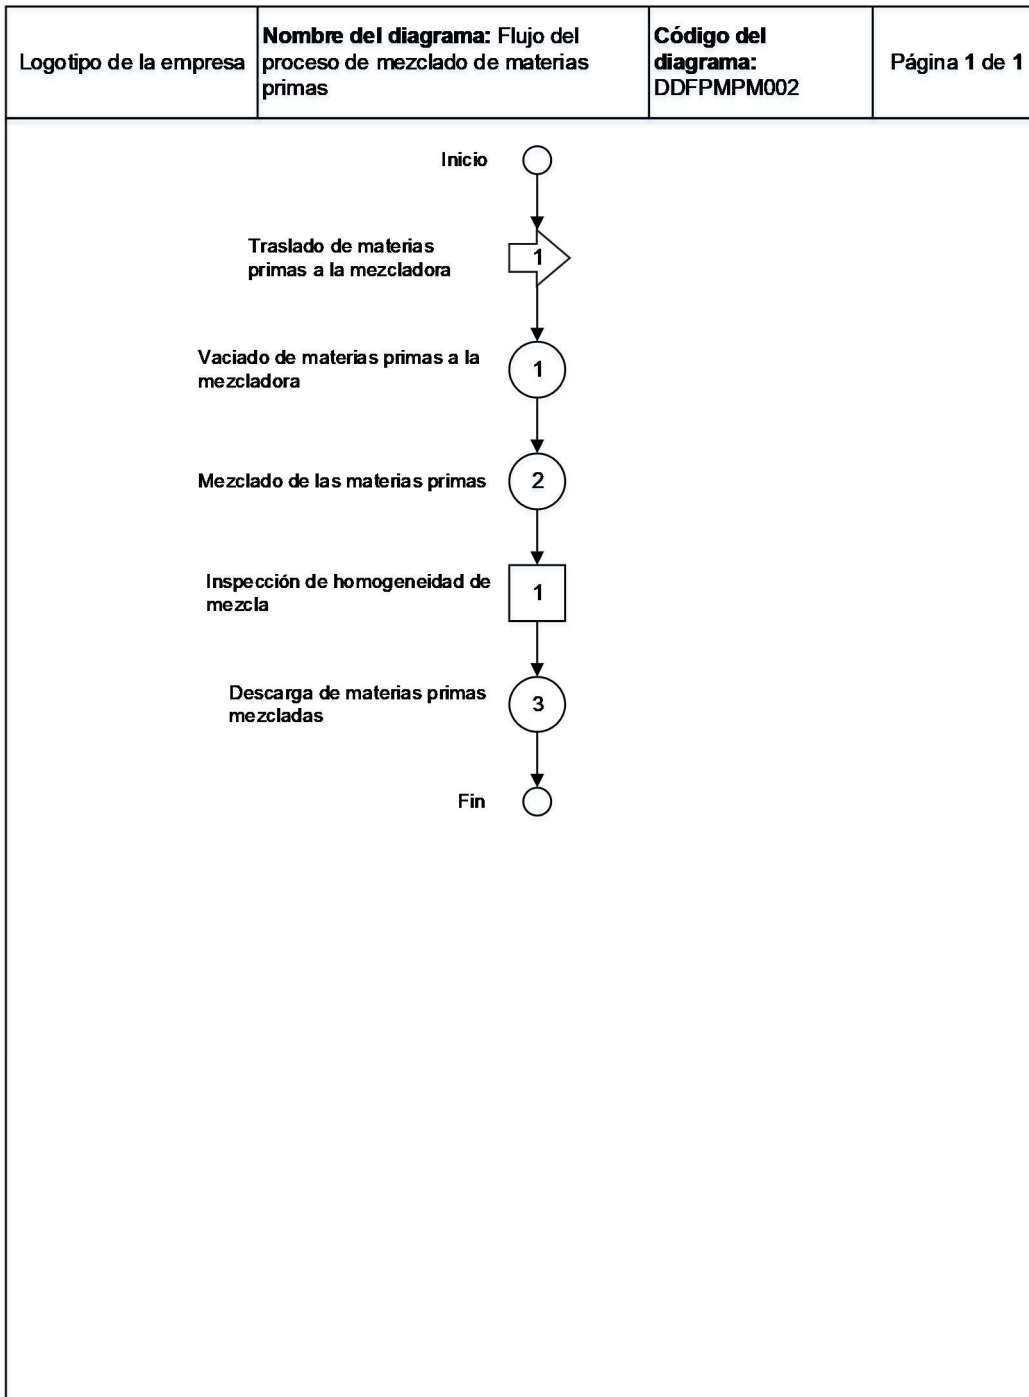 Logotipo de la empresa
Nombre del diagrama: Flujo del
proceso de mezclado de materias
primas
Código del
diagrama:
DDFPMPM002
Página 1 de 1
Inicio
Traslado de materias
primas a la mezcladora
1
Vaciado de materias primas a la
mezcladora
1
Mezclado de las materias primas
2
Inspección de homogeneidad de
mezcla
1
Descarga de materias primas
mezcladas
3
Fin